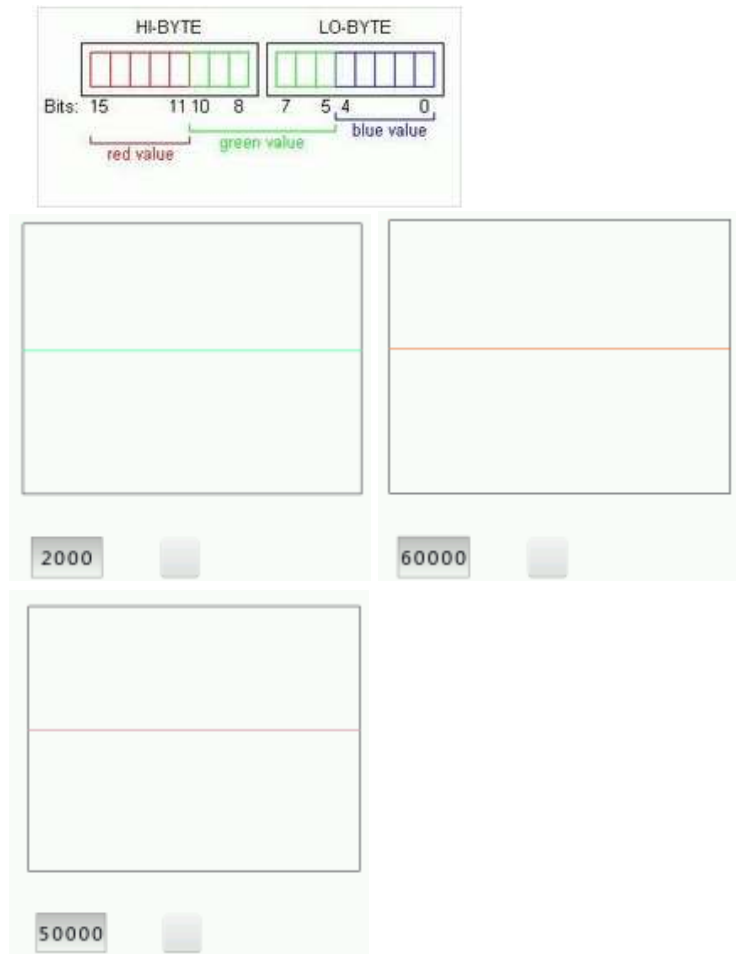 HI-BYTE LO-BYTE
Bits: 15 11 10 8 7 5 4 0
red value green value blue value
2000 60000
50000